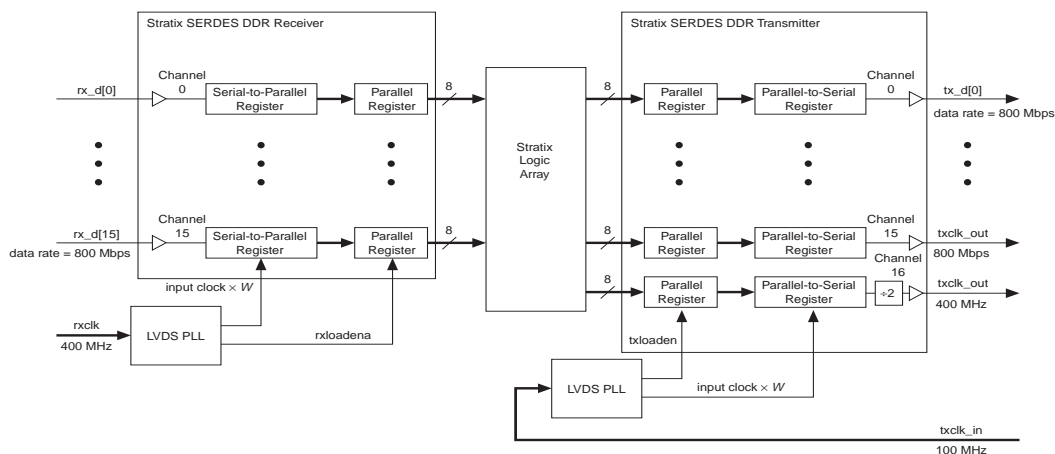 Stratix SERDES DDR Receiver
Stratix SERDES DDR Transmitter
rx_d[0]
Channel
0
Serial-to-Parallel
Register
Parallel
Register
8
Stratix
Logic
Array
8
Parallel
Register
Parallel-to-Serial
Register
Channel
0
tx_d[0]
data rate = 800 Mbps
rx_d[15]
data rate = 800 Mbps
Channel
15
Serial-to-Parallel
Register
Parallel
Register
8
8
Parallel
Register
Parallel-to-Serial
Register
Channel
15
txclk_out
800 Mbps
8
Parallel
Register
Parallel-to-Serial
Register
Channel
16
÷2
txclk_out
400 MHz
input clock × W
rxclk
400 MHz
LVDS PLL
rxloadena
txloaden
LVDS PLL
input clock × W
txclk_in
100 MHz